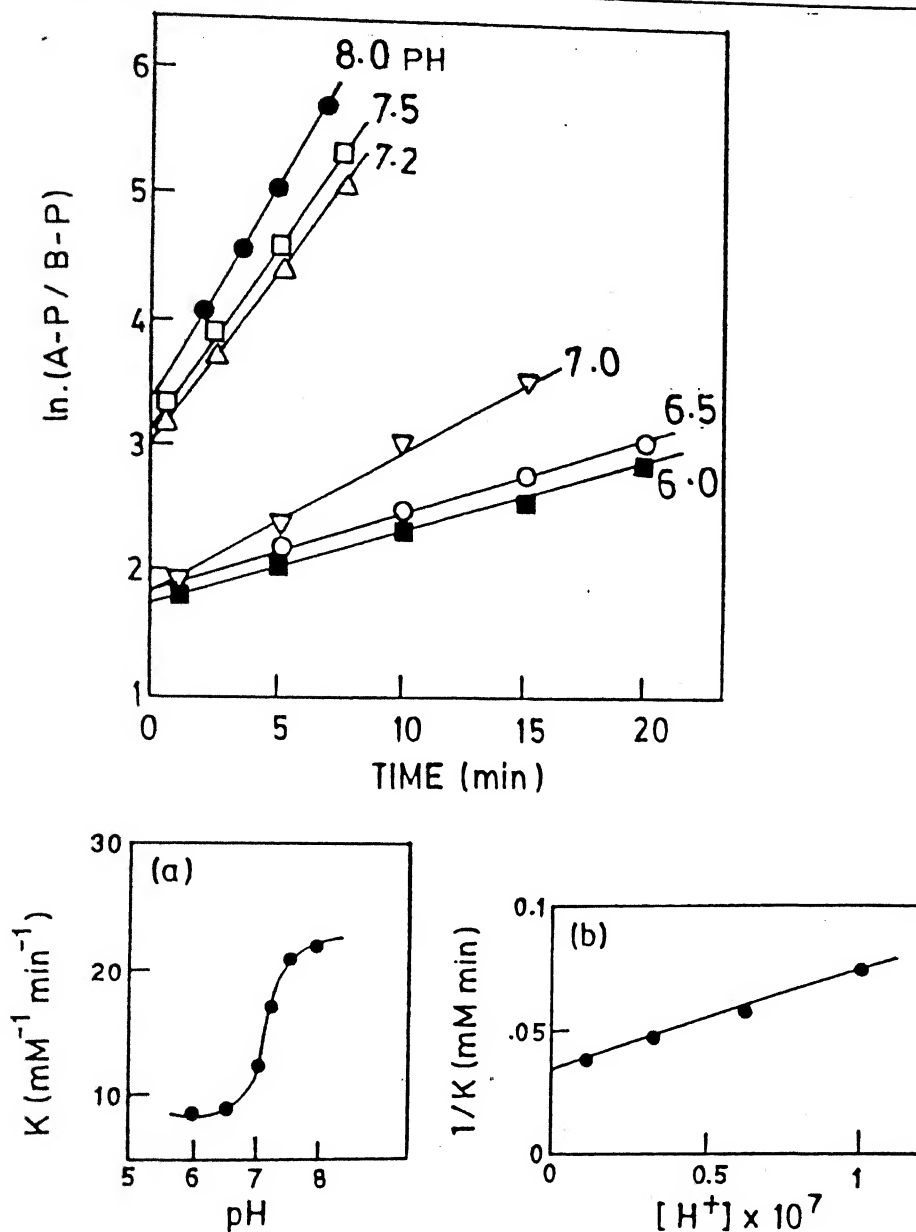 6
8.0 PH
7.5
7.2
5
4
7.0
3
6.5
6.0
2
1
ln.(A-P / B-P)
0 5 10 15 20
TIME (min)
30
(a)
20
10
K (mM⁻¹ min⁻¹)
5 6 7 8
pH
0.1
(b)
.05
0
1/K (mM min)
0 0.5 1
[H⁺] x 10⁷